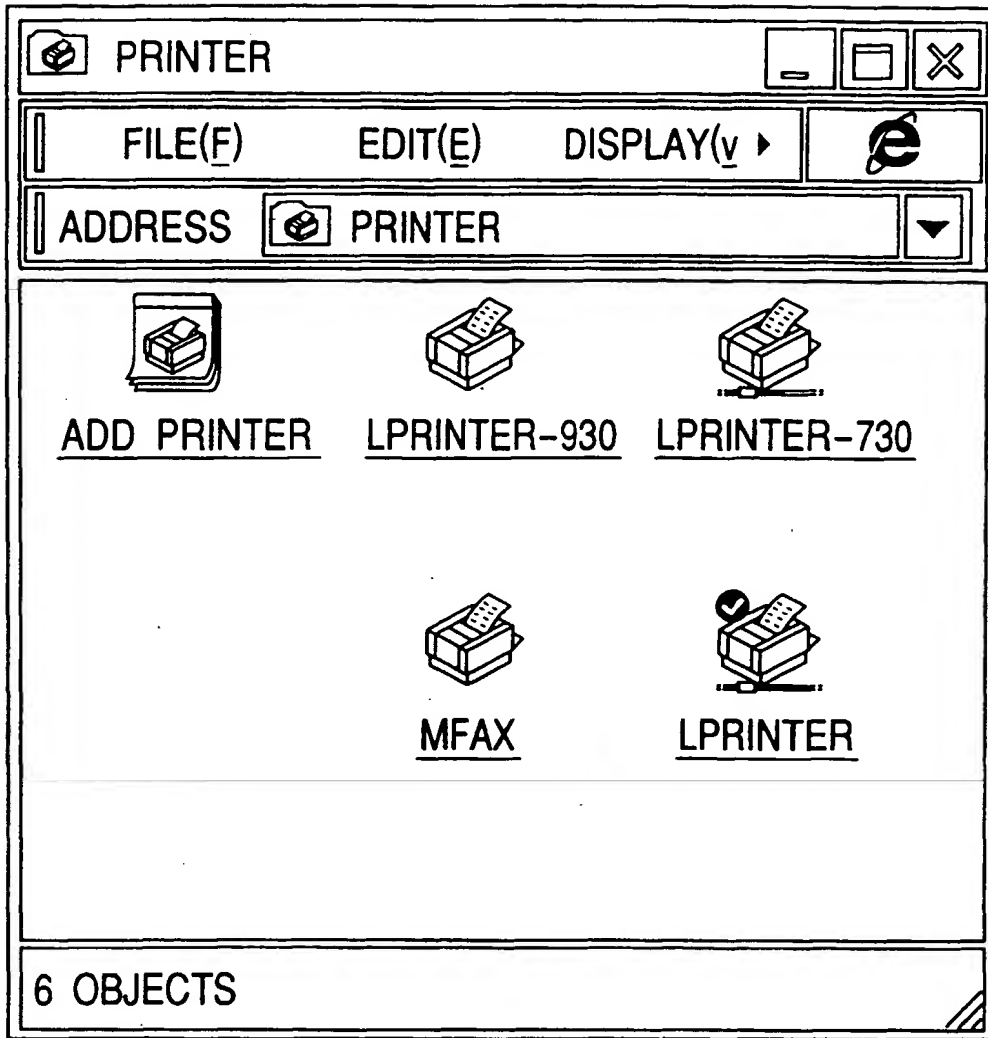 PRINTER
FILE(F) EDIT(E) DISPLAY(v
ADDRESS PRINTER
ADD PRINTER LPRINTER-930 LPRINTER-730
MFAX LPRINTER
6 OBJECTS